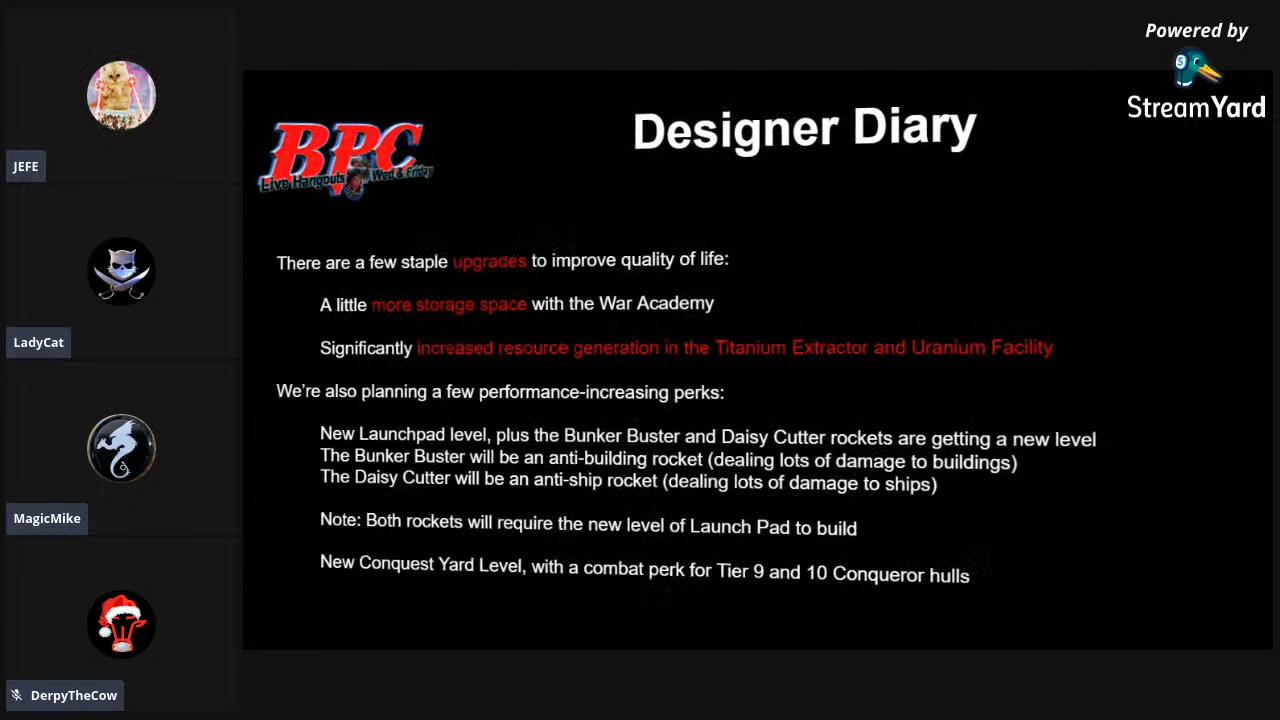 Powered by
StreamYard
JEFE
LadyCat
MagicMike
DerpyTheCow
BPC
Live Hangouts Wed & Friday
Designer Diary
There are a few staple upgrades to improve quality of life:
A little more storage space with the War Academy
Significantly increased resource generation in the Titanium Extractor and Uranium Facility
We're also planning a few performance-increasing perks:
New Launchpad level, plus the Bunker Buster and Daisy Cutter rockets are getting a new level
The Bunker Buster will be an anti-building rocket (dealing lots of damage to buildings)
The Daisy Cutter will be an anti-ship rocket (dealing lots of damage to ships)
Note: Both rockets will require the new level of Launch Pad to build
New Conquest Yard Level, with a combat perk for Tier 9 and 10 Conqueror hulls